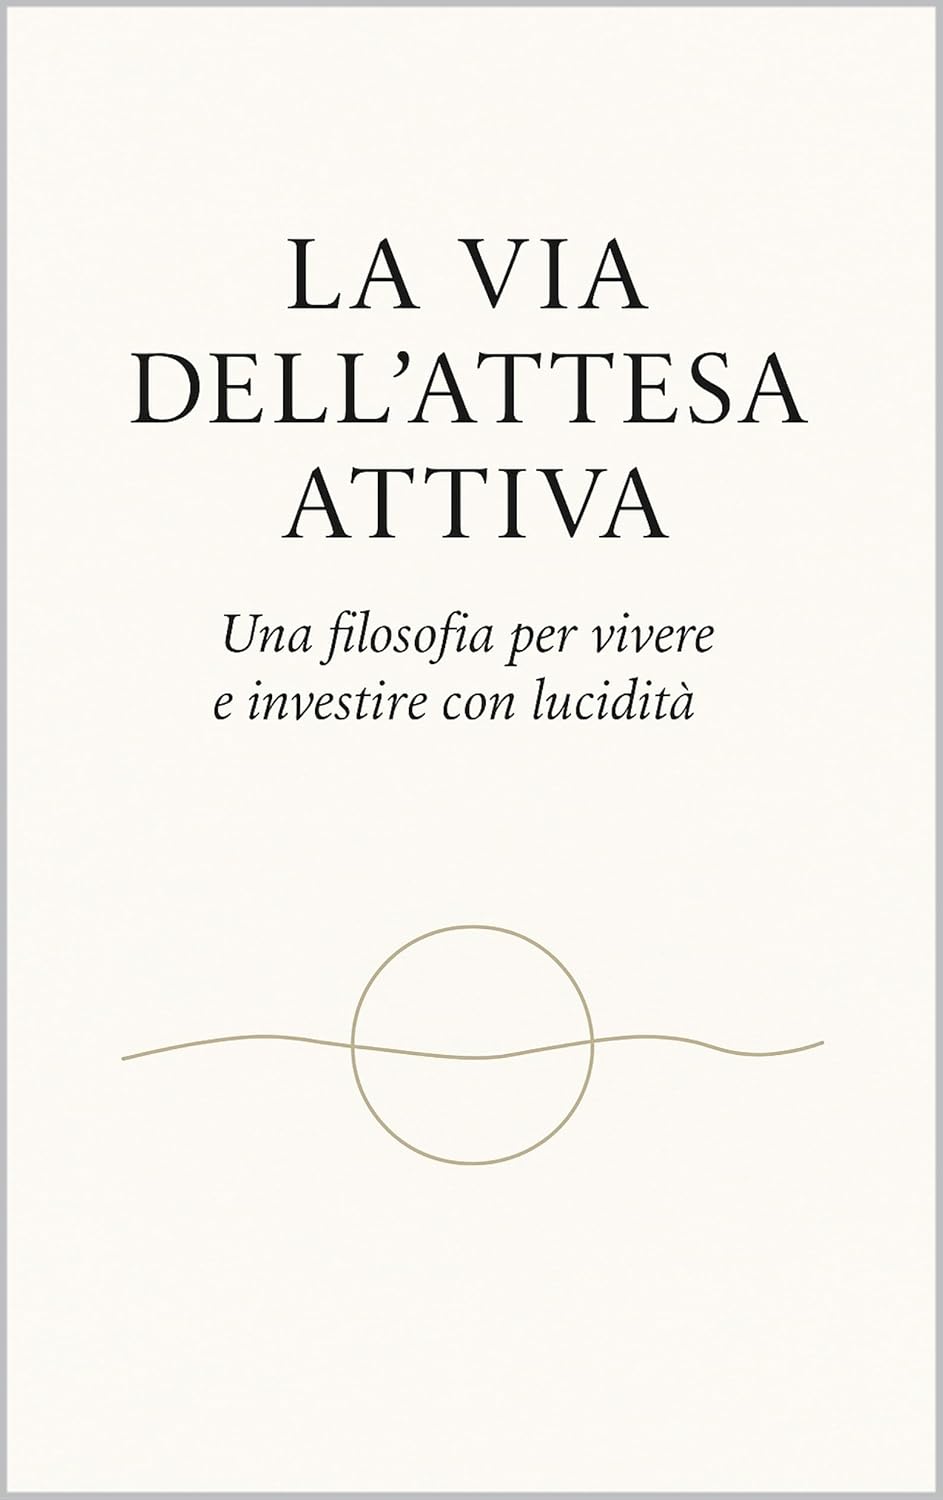 LA VIA
DELL’ATTESA
ATTIVA
Una filosofia per vivere
e investire con lucidità